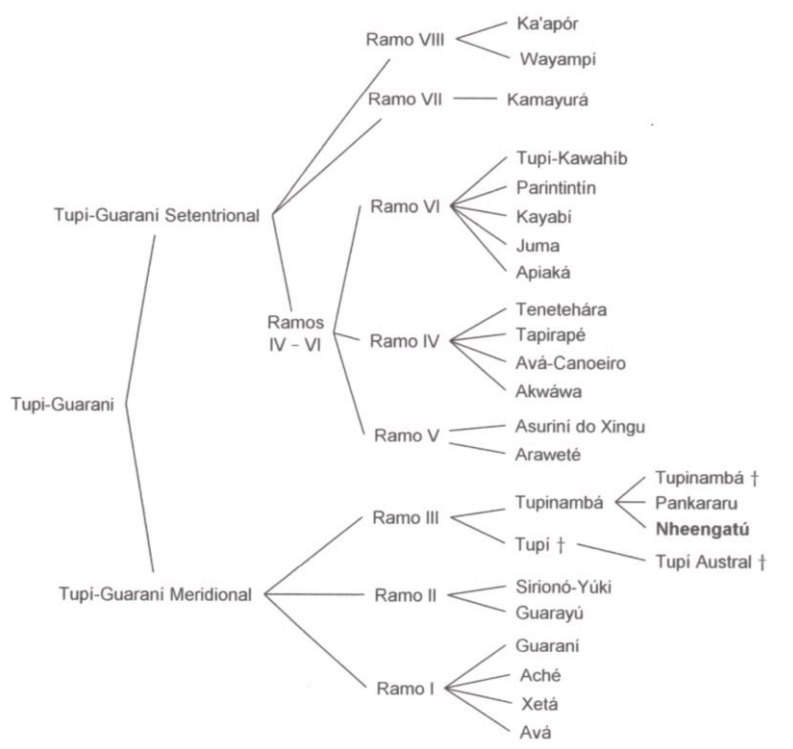 Ramo VIII
Ka'apór
Wayampí
Ramo VII
Kamayurá
Tupí-Guaraní Setentrional
Ramo VI
Tupí-Kawahíb
Parintintín
Kayabí
Juma
Apiaká
Ramos
IV – VI
Ramo IV
Tenetehára
Tapirapé
Avá-Canoeiro
Akwáwa
Ramo V
Asuriní do Xingu
Araweté
Tupi-Guarani
Tupí-Guaraní Meridional
Ramo III
Tupinambá
Tupinambá †
Pankararu
Nheengatú
Tupí †
Tupí Austral †
Ramo II
Sirionó-Yúki
Guarayú
Ramo I
Guaraní
Aché
Xetá
Avá